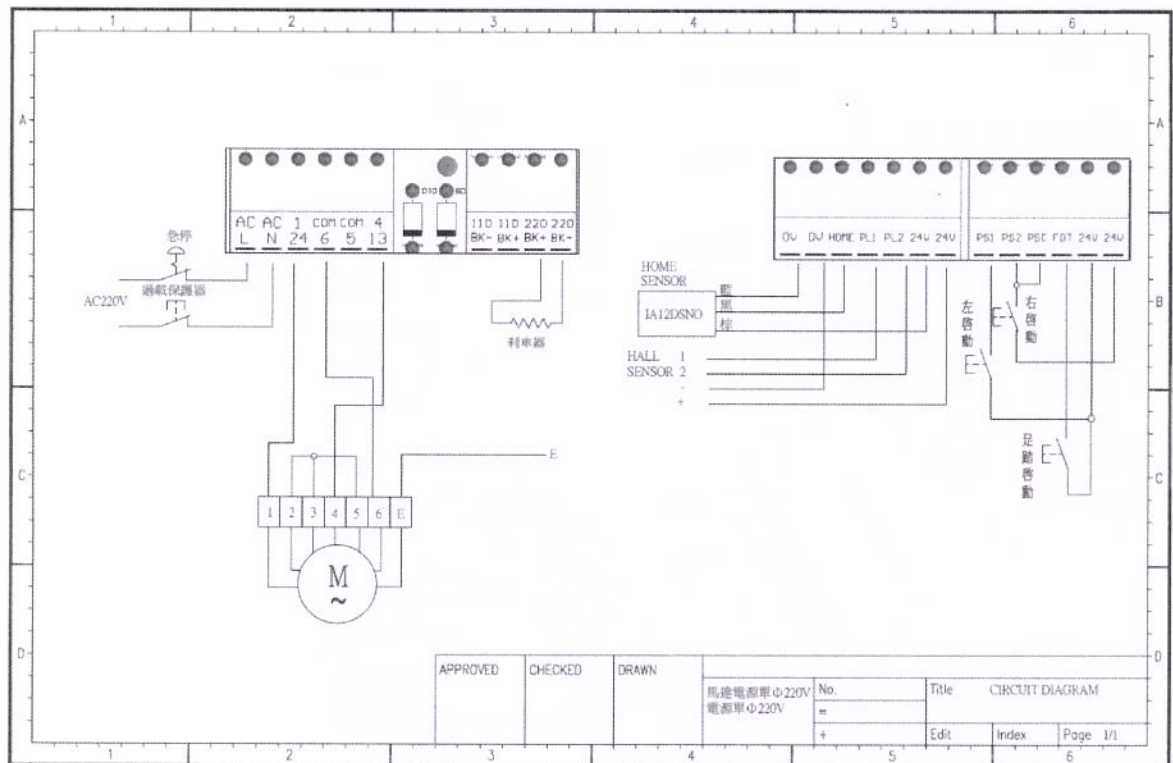 1 2 3 4 5 6
A A
AC AC 1 COM COM 4
L N 24 6 5 13
D10
110 110 220 220
BK- BK+ BK+ BK-
0V 0V HOME PL1 PL2 24V 24V
PS1 PS2 PSC FOT 24V 24V
急停
過載保護器
AC220V
剎車器
HOME
SENSOR
IA12DSNO
藍
黑
棕
HALL 1
SENSOR 2
-
+
左啓動
右啓動
足踏啓動
B B
C C
E
1 2 3 4 5 6 E
M
~
D D
APPROVED CHECKED DRAWN
馬達電源單Φ220V
電源單Φ220V
No.
=
+
Title CIRCUIT DIAGRAM
Edit Index Page 1/1
1 2 3 4 5 6